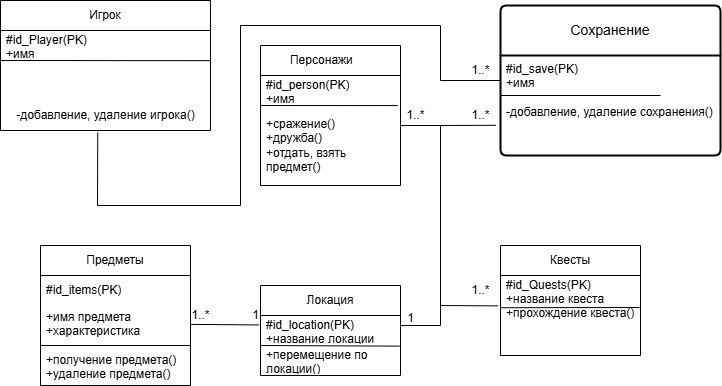 Игрок
#id_Player(PK)
+имя
-добавление, удаление игрока()
Персонажи
#id_person(PK)
+имя
+сражение()
+дружба()
+отдать, взять
предмет()
Сохранение
#id_save(PK)
+имя
-добавление, удаление сохранения()
1..*
1..*
1..*
Предметы
#id_items(PK)
+имя предмета
+характеристика
+получение предмета()
+удаление предмета()
1..*
1
Локация
#id_location(PK)
+название локации
+перемещение по
локации()
1
1..*
Квесты
#id_Quests(PK)
+название квеста
+прохождение квеста()